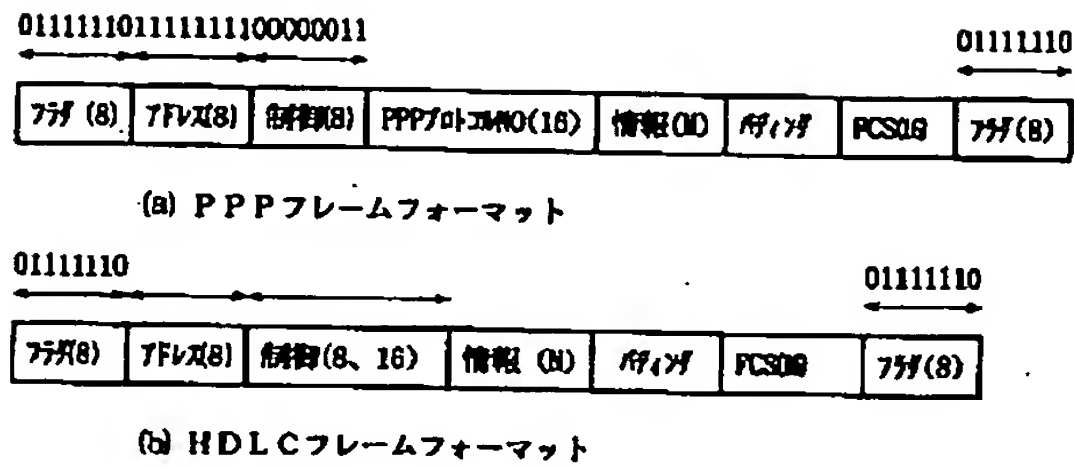 011111101111111100000011
01111110
フラグ(8) アドレス(8) 制御(8) PPPプロトコルNO(16) 情報(N) パディング FCS(16) フラグ(8)
(a) PPPフレームフォーマット
01111110
01111110
フラグ(8) アドレス(8) 制御(8、16) 情報(N) パディング FCS(16) フラグ(8)
(b) HDLCフレームフォーマット